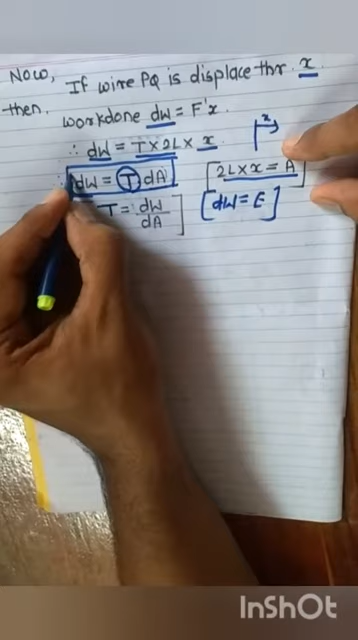 Now, If wire PQ is displace thr. x
then. workdone dw = F'x.
∴ dw = T × 2L × x
x
dw = T dA
[2L × x = A]
T = dw/dA]
[dw = E]
InShOt